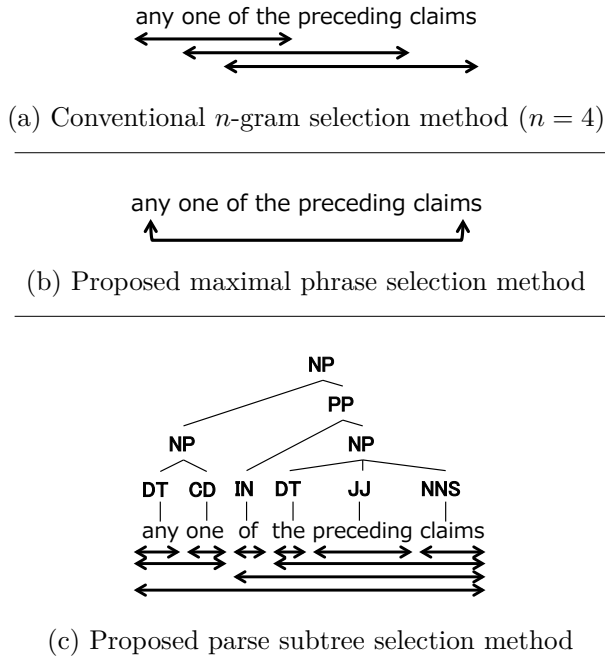 any one of the preceding claims
(a) Conventional n-gram selection method (n = 4)
any one of the preceding claims
(b) Proposed maximal phrase selection method
NP
PP
NP NP
DT CD IN DT JJ NNS
any one of the preceding claims
(c) Proposed parse subtree selection method